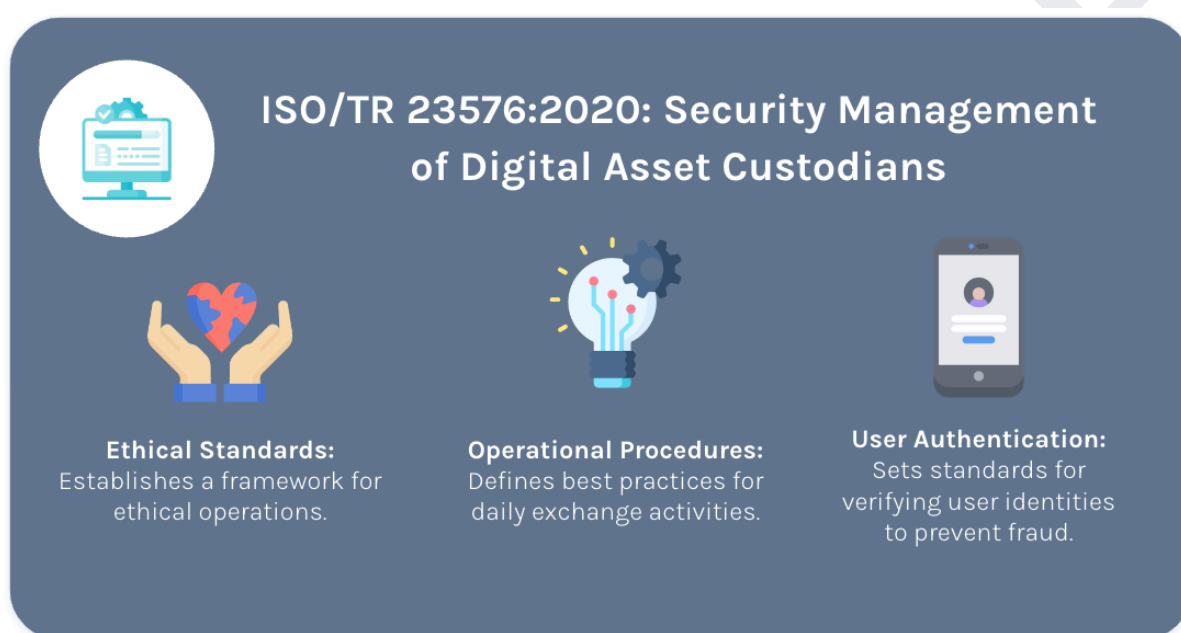 ISO/TR 23576:2020: Security Management
of Digital Asset Custodians
Ethical Standards:
Establishes a framework for
ethical operations.
Operational Procedures:
Defines best practices for
daily exchange activities.
User Authentication:
Sets standards for
verifying user identities
to prevent fraud.